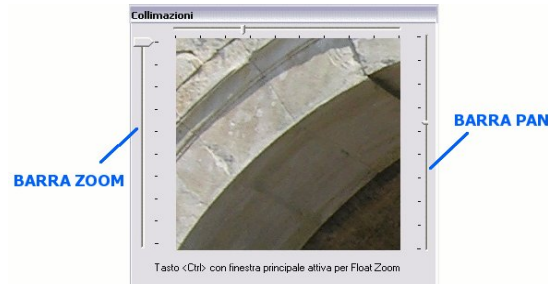 Collimazioni
BARRA PAN
BARRA ZOOM
Tasto <Ctrl> con finestra principale attiva per Float Zoom